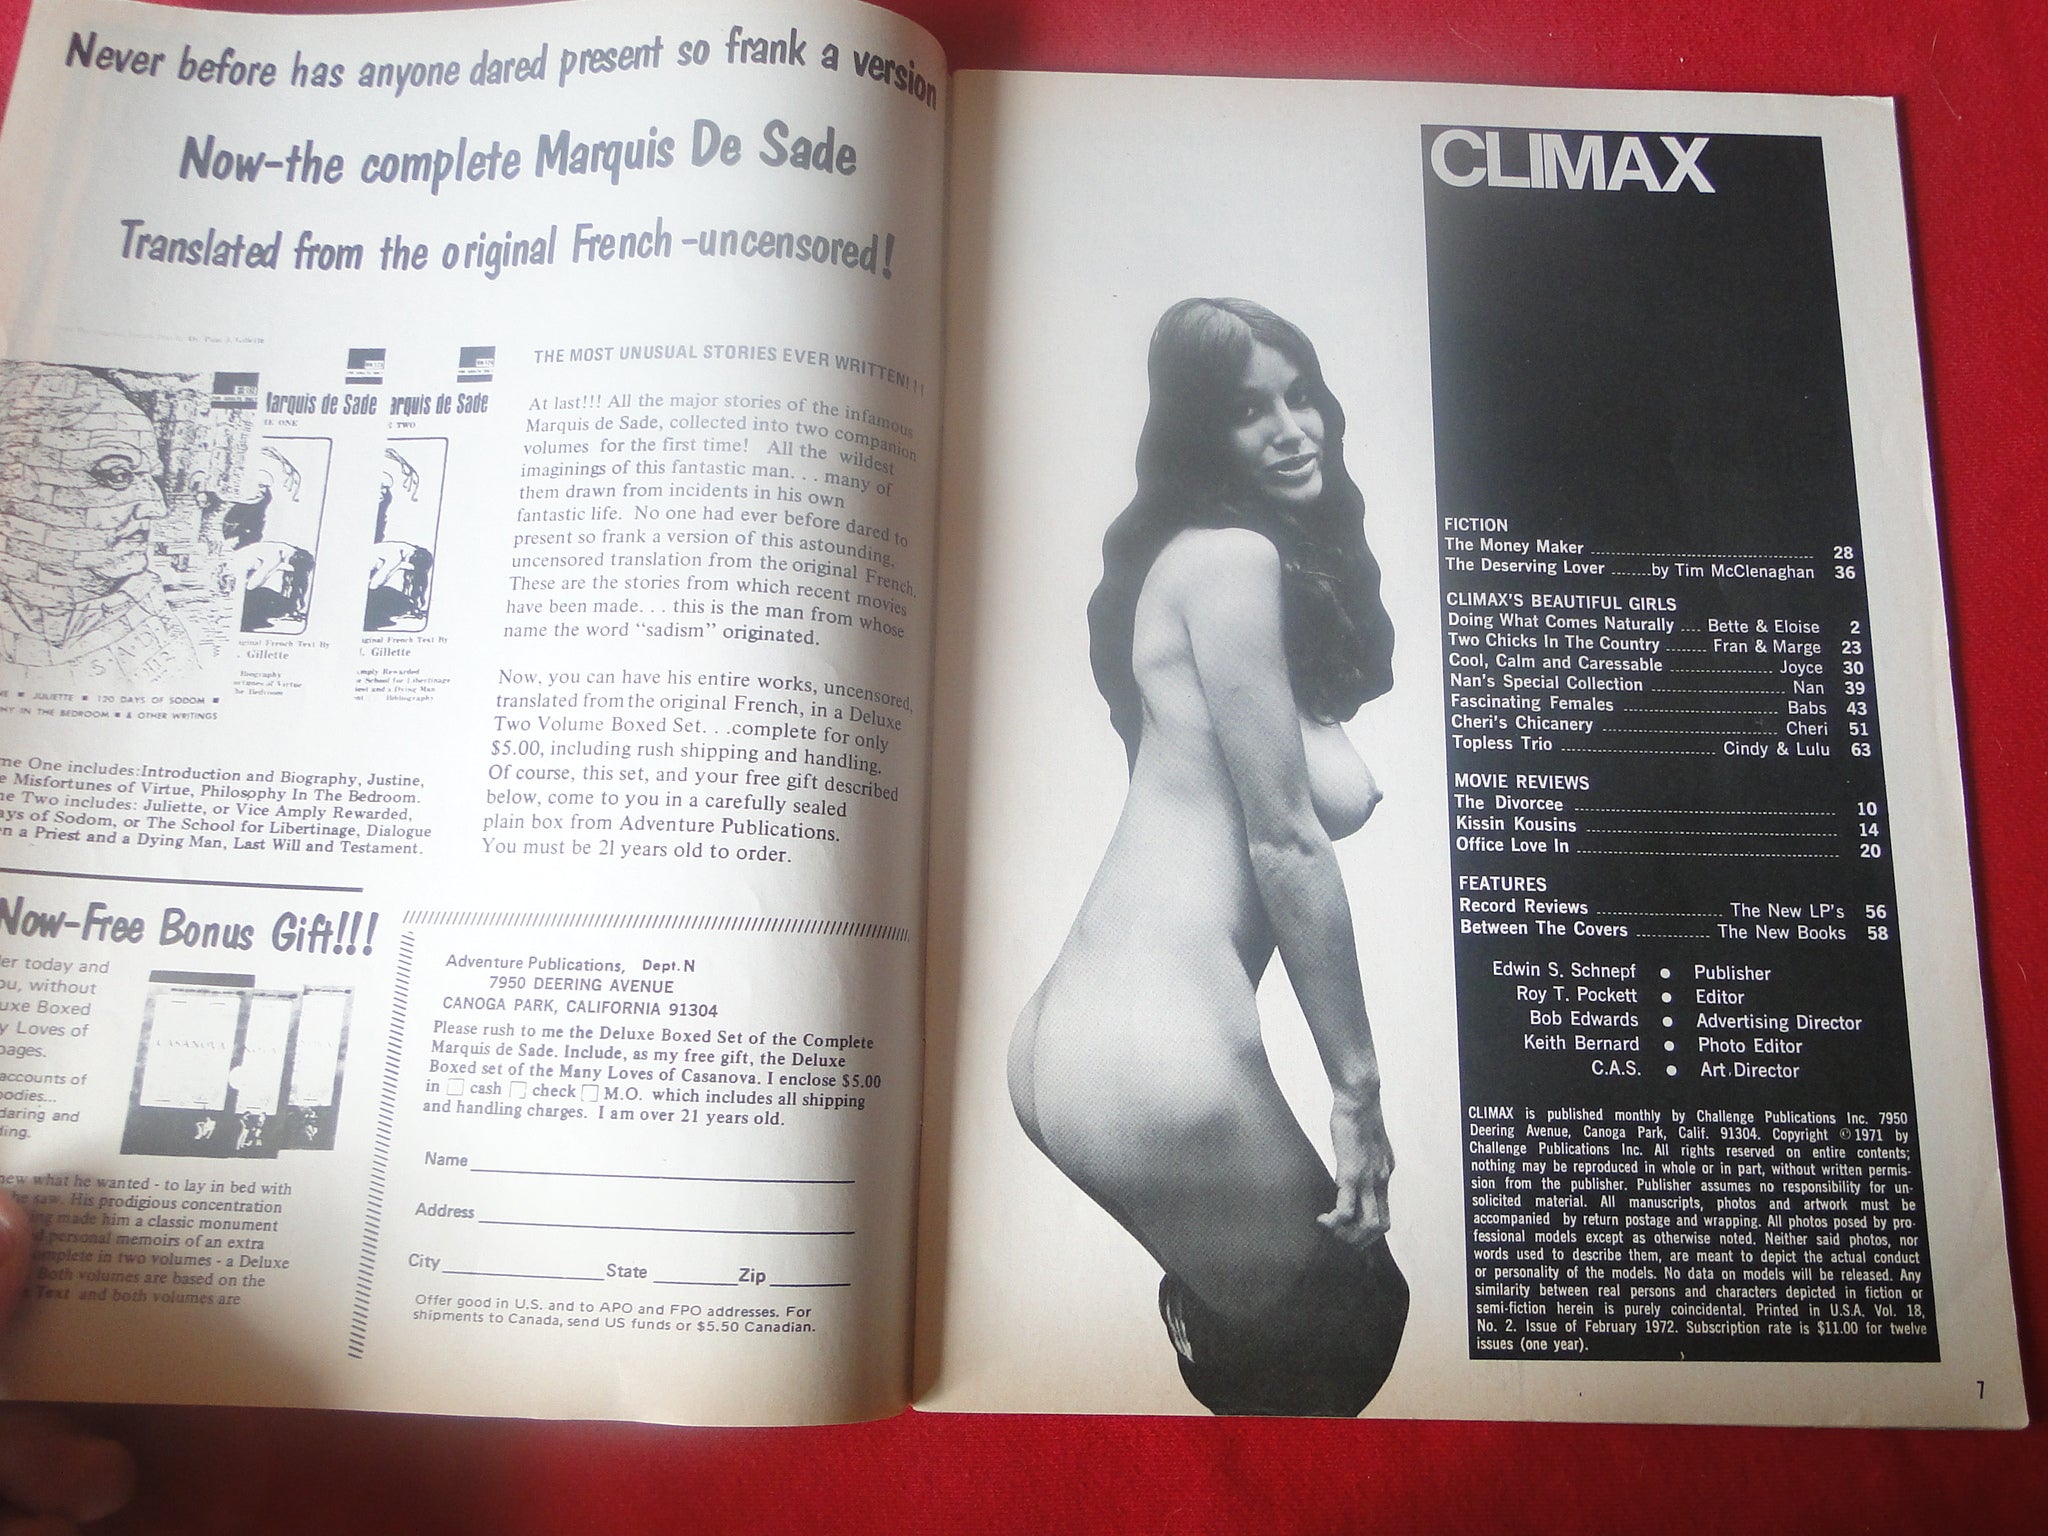 Never before has anyone dared present so frank a version
Now-the complete Marquis De Sade
Translated from the original French -uncensored!
Marquis de Sade
arquis de Sade
E ONE
TWO
iginal French Text By
. Gillette
iginal French Text By
. Gillette
Biography
JULIETTE ■ 120 DAYS OF SODOM ■
IN THE BEDROOM ■ & OTHER WRITINGS
me One includes:Introduction and Biography, Justine,
e Misfortunes of Virtue, Philosophy In The Bedroom.
me Two includes: Juliette, or Vice Amply Rewarded,
ays of Sodom, or The School for Libertinage, Dialogue
n a Priest and a Dying Man, Last Will and Testament.
THE MOST UNUSUAL STORIES EVER WRITTEN!!!
At last!!! All the major stories of the infamous
Marquis de Sade, collected into two companion
volumes for the first time! All the wildest
imaginings of this fantastic man. . . many of
them drawn from incidents in his own
fantastic life. No one had ever before dared to
present so frank a version of this astounding,
uncensored translation from the original French.
These are the stories from which recent movies
have been made. . . this is the man from whose
name the word "sadism" originated.
Now, you can have his entire works, uncensored,
translated from the original French, in a Deluxe
Two Volume Boxed Set. . .complete for only
$5.00, including rush shipping and handling.
Of course, this set, and your free gift described
below, come to you in a carefully sealed
plain box from Adventure Publications.
You must be 21 years old to order.
Now-Free Bonus Gift!!!
er today and
ou, without
uxe Boxed
y Loves of
pages.
accounts of
bodies...
daring and
ding.
CASANOVA
new what he wanted - to lay in bed with
he saw. His prodigious concentration
ing made him a classic monument
d personal memoirs of an extra
mplete in two volumes - a Deluxe
Both volumes are based on the
Text and both volumes are
Adventure Publications, Dept. N
7950 DEERING AVENUE
CANOGA PARK, CALIFORNIA 91304
Please rush to me the Deluxe Boxed Set of the Complete
Marquis de Sade. Include, as my free gift, the Deluxe
Boxed set of the Many Loves of Casanova. I enclose $5.00
in cash check M.O. which includes all shipping
and handling charges. I am over 21 years old.
Name
Address
City State Zip
Offer good in U.S. and to APO and FPO addresses. For
shipments to Canada, send US funds or $5.50 Canadian.
CLIMAX
FICTION
The Money Maker 28
The Deserving Lover by Tim McClenaghan 36
CLIMAX'S BEAUTIFUL GIRLS
Doing What Comes Naturally Bette & Eloise 2
Two Chicks In The Country Fran & Marge 23
Cool, Calm and Caressable Joyce 30
Nan's Special Collection Nan 39
Fascinating Females Babs 43
Cheri's Chicanery Cheri 51
Topless Trio Cindy & Lulu 63
MOVIE REVIEWS
The Divorcee 10
Kissin Kousins 14
Office Love In 20
FEATURES
Record Reviews The New LP's 56
Between The Covers The New Books 58
Edwin S. Schnepf ● Publisher
Roy T. Pockett ● Editor
Bob Edwards ● Advertising Director
Keith Bernard ● Photo Editor
C.A.S. ● Art Director
CLIMAX is published monthly by Challenge Publications Inc. 7950
Deering Avenue, Canoga Park, Calif. 91304. Copyright ©1971 by
Challenge Publications Inc. All rights reserved on entire contents;
nothing may be reproduced in whole or in part, without written permis-
sion from the publisher. Publisher assumes no responsibility for un-
solicited material. All manuscripts, photos and artwork must be
accompanied by return postage and wrapping. All photos posed by pro-
fessional models except as otherwise noted. Neither said photos, nor
words used to describe them, are meant to depict the actual conduct
or personality of the models. No data on models will be released. Any
similarity between real persons and characters depicted in fiction or
semi-fiction herein is purely coincidental. Printed in U.S.A. Vol. 18,
No. 2. Issue of February 1972. Subscription rate is $11.00 for twelve
issues (one year).
7